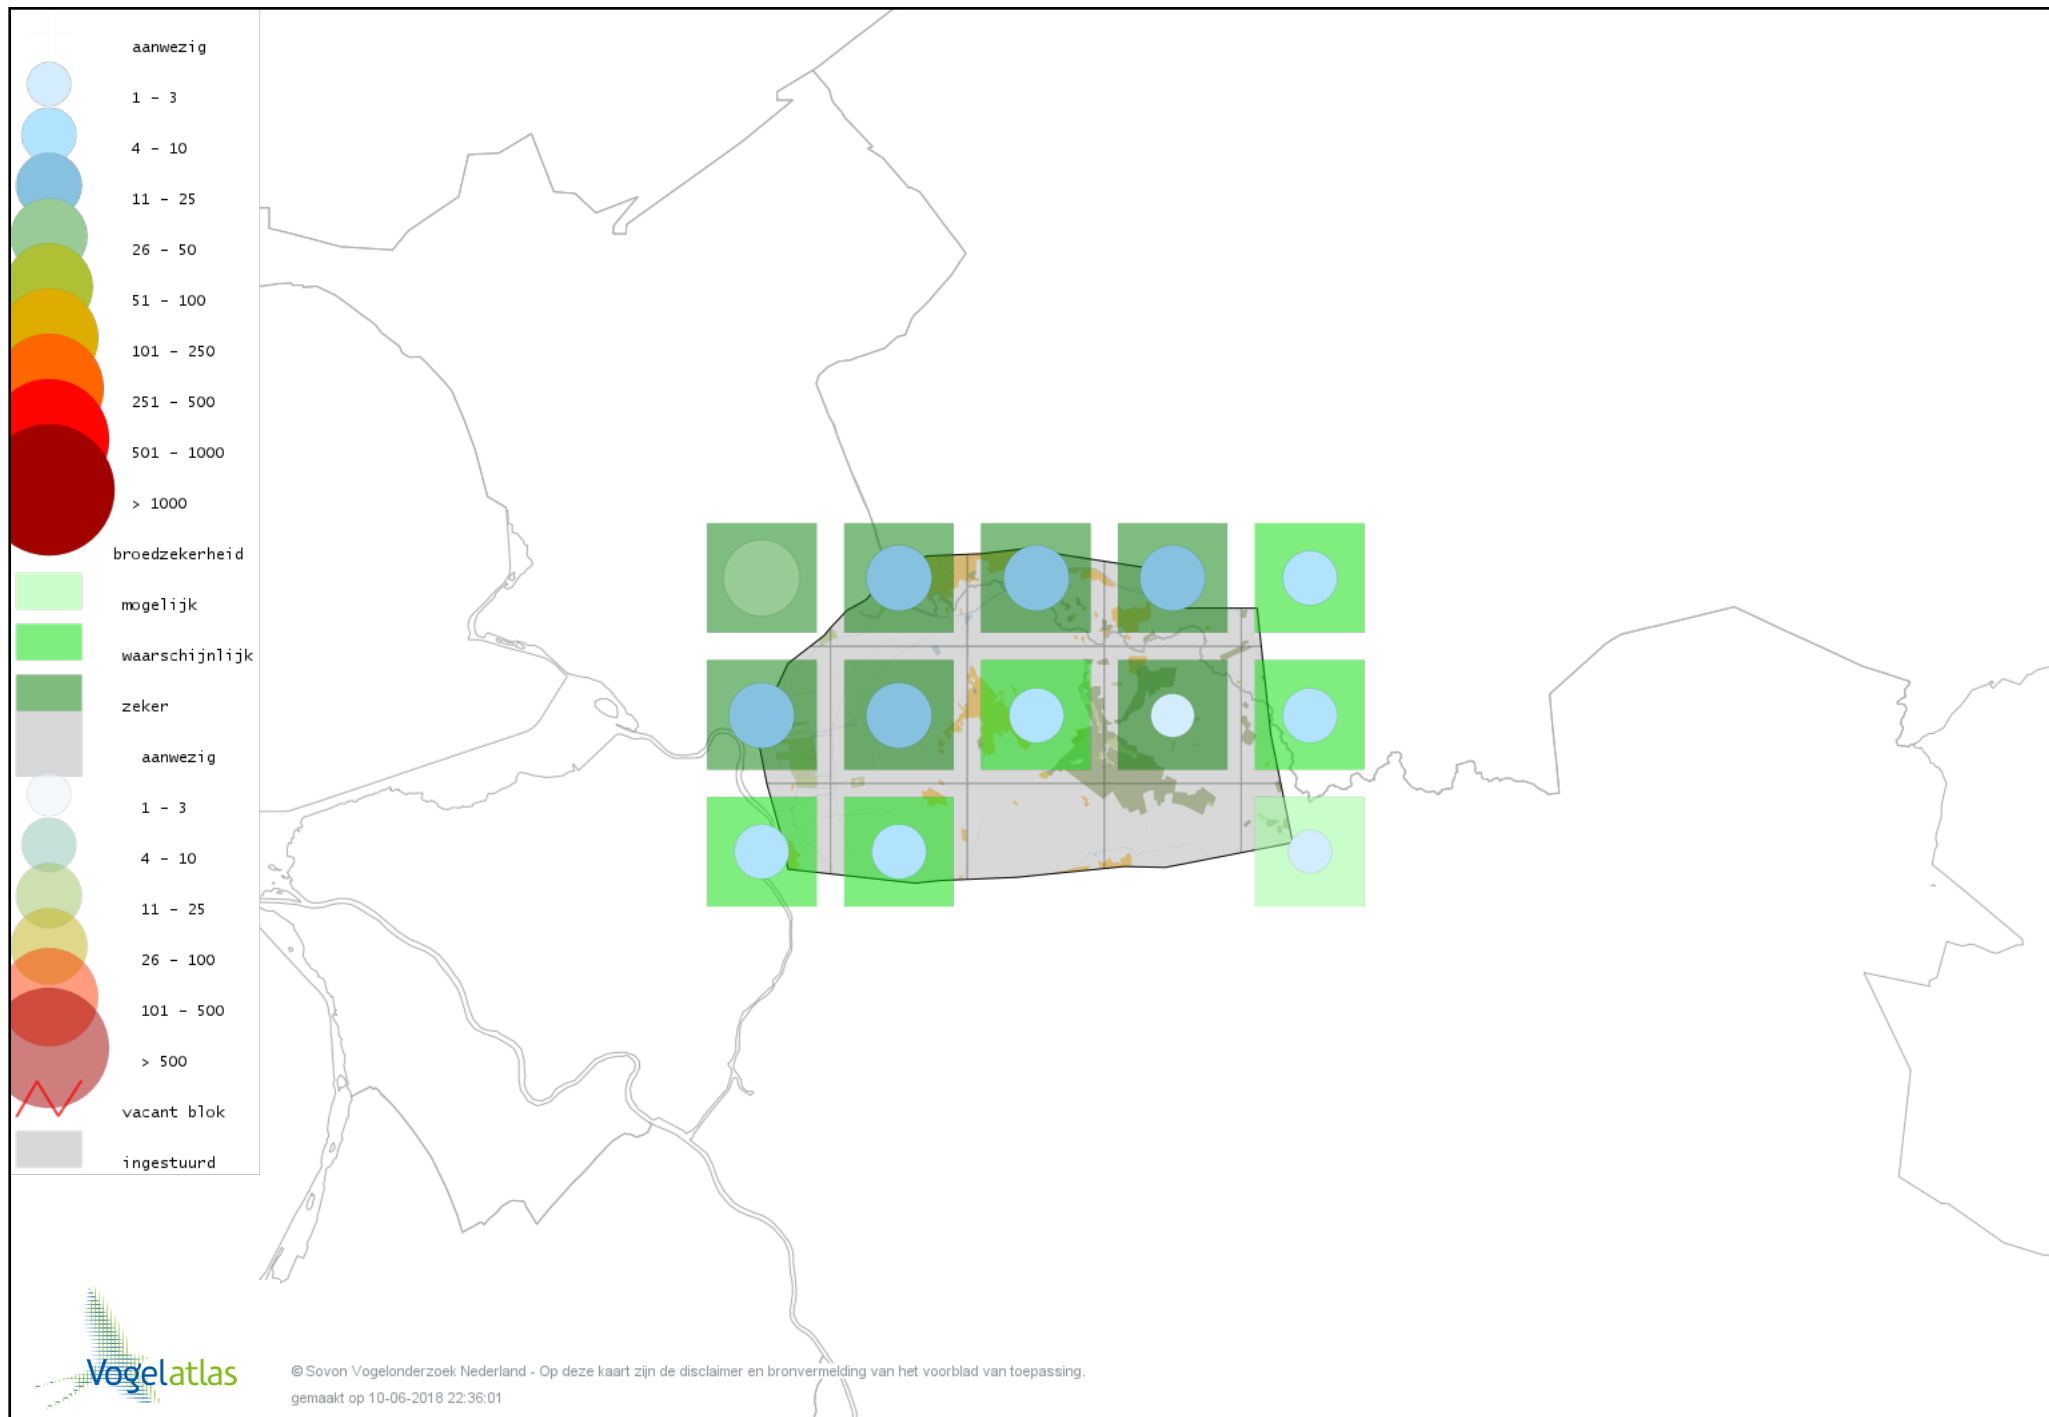 aanwezig
1 - 3
4 - 10
11 - 25
26 - 50
51 - 100
101 - 250
251 - 500
501 - 1000
> 1000
broedzekerheid
mogelijk
waarschijnlijk
zeker
aanwezig
1 - 3
4 - 10
11 - 25
26 - 100
101 - 500
> 500
vacant blok
ingestuurd
Vogelatlas
© Sovon Vogelonderzoek Nederland - Op deze kaart zijn de disclaimer en bronvermelding van het voorblad van toepassing.
gemaakt op 10-06-2018 22:36:01